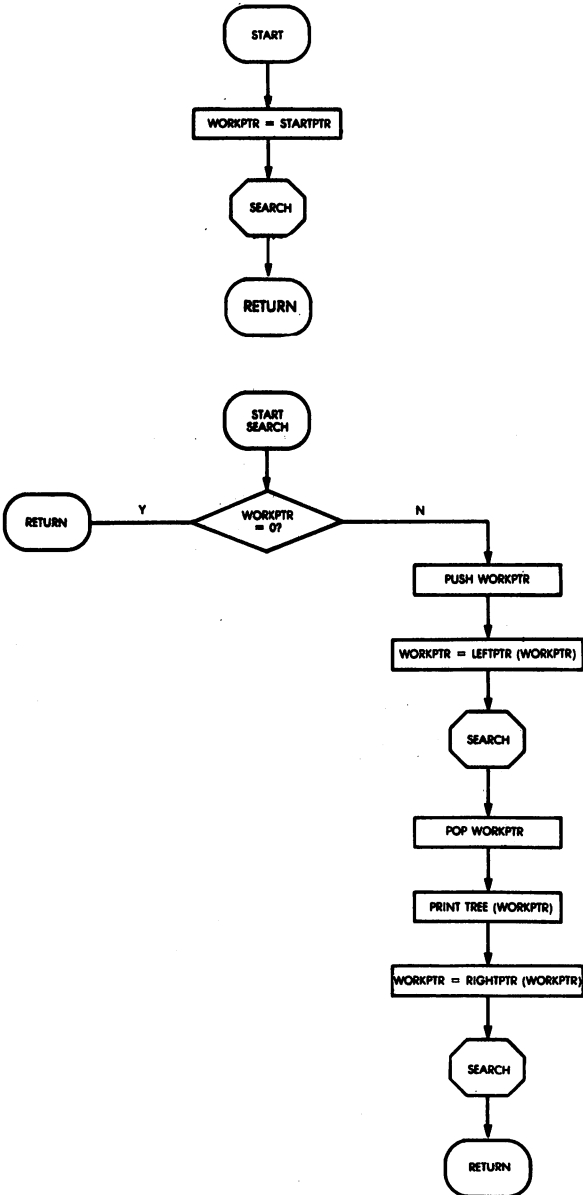 START
WORKPTR = STARTPTR
SEARCH
RETURN
START
SEARCH
WORKPTR
= 0?
Y
N
RETURN
PUSH WORKPTR
WORKPTR = LEFTPTR (WORKPTR)
SEARCH
POP WORKPTR
PRINT TREE (WORKPTR)
WORKPTR = RIGHTPTR (WORKPTR)
SEARCH
RETURN